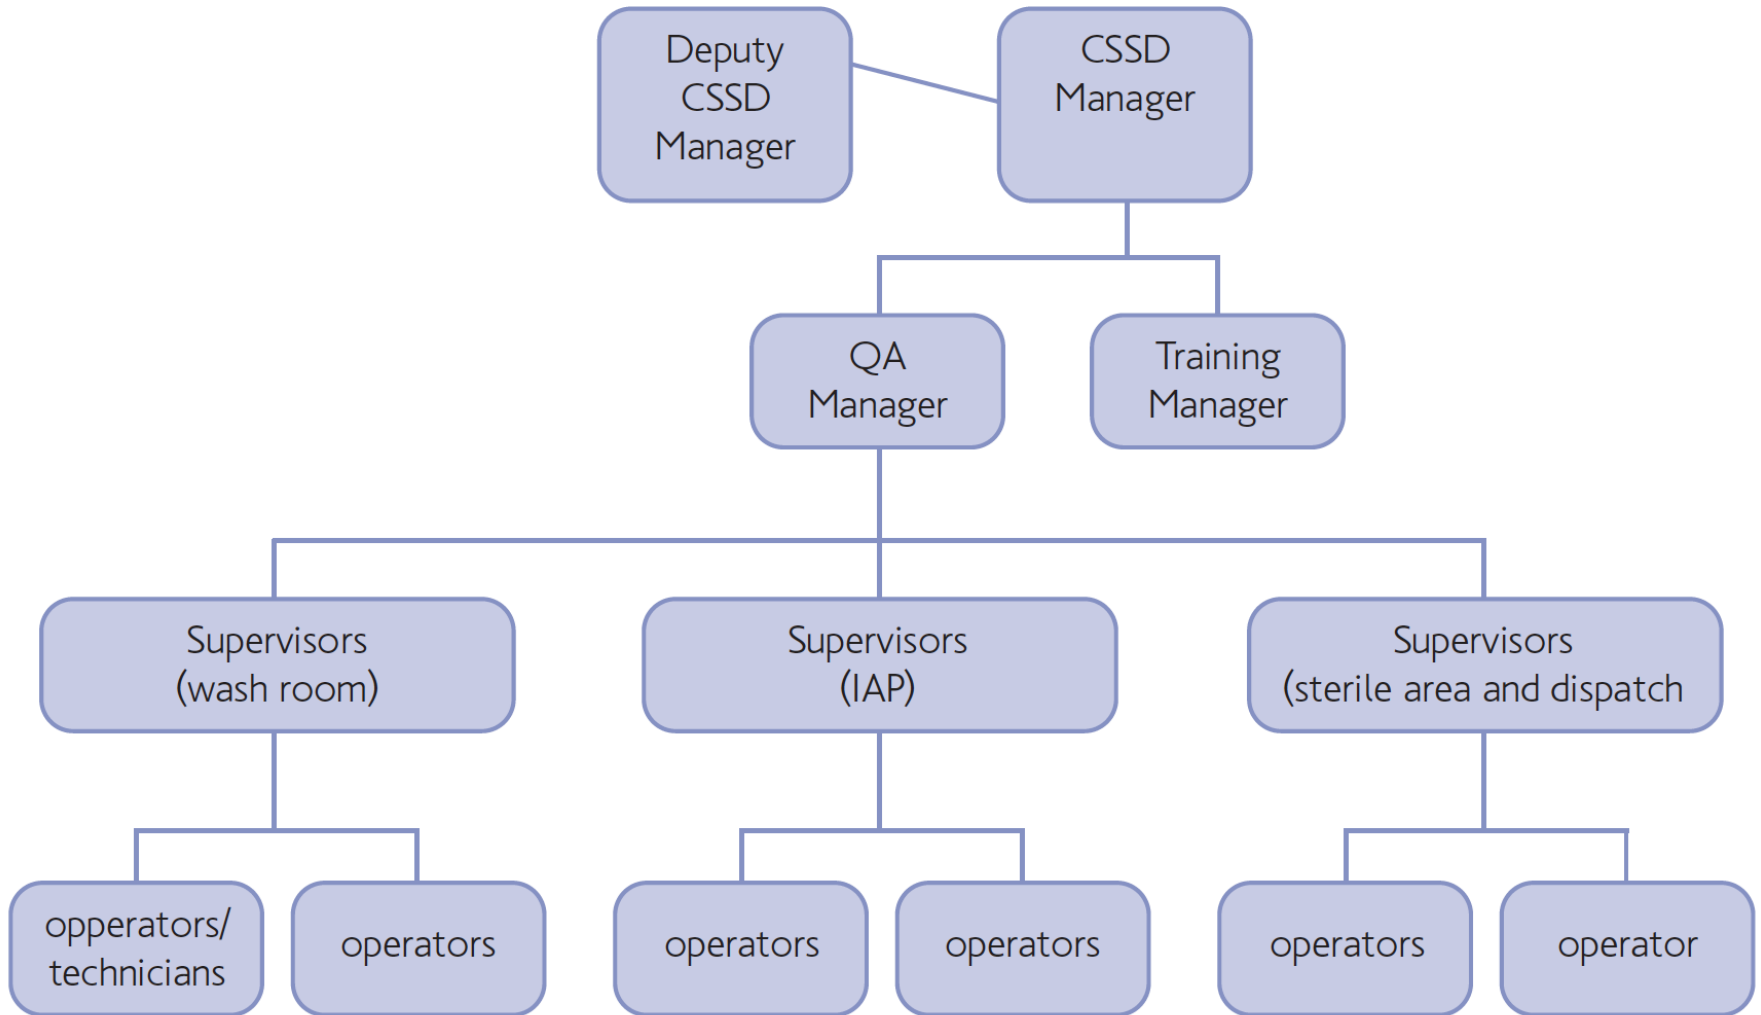 Deputy
CSSD
Manager
CSSD
Manager
QA
Manager
Training
Manager
Supervisors
(wash room)
Supervisors
(IAP)
Supervisors
(sterile area and dispatch
opperators/
technicians
operators
operators
operators
operators
operator